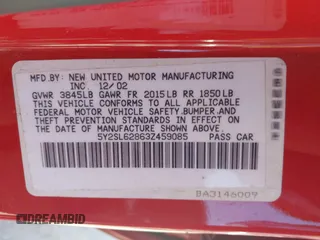 MFD.BY: NEW UNITED MOTOR MANUFACTURING
INC. 12/02
GVWR 3845LB GAWR FR 2015LB RR 1850LB
THIS VEHICLE CONFORMS TO ALL APPLICABLE
FEDERAL MOTOR VEHICLE SAFETY,BUMPER,AND
THEFT PREVENTION STANDARDS IN EFFECT ON
THE DATE OF MANUFACTURE SHOWN ABOVE.
5Y2SL62863Z459085 PASS CAR
BA3146009
DREAMBID